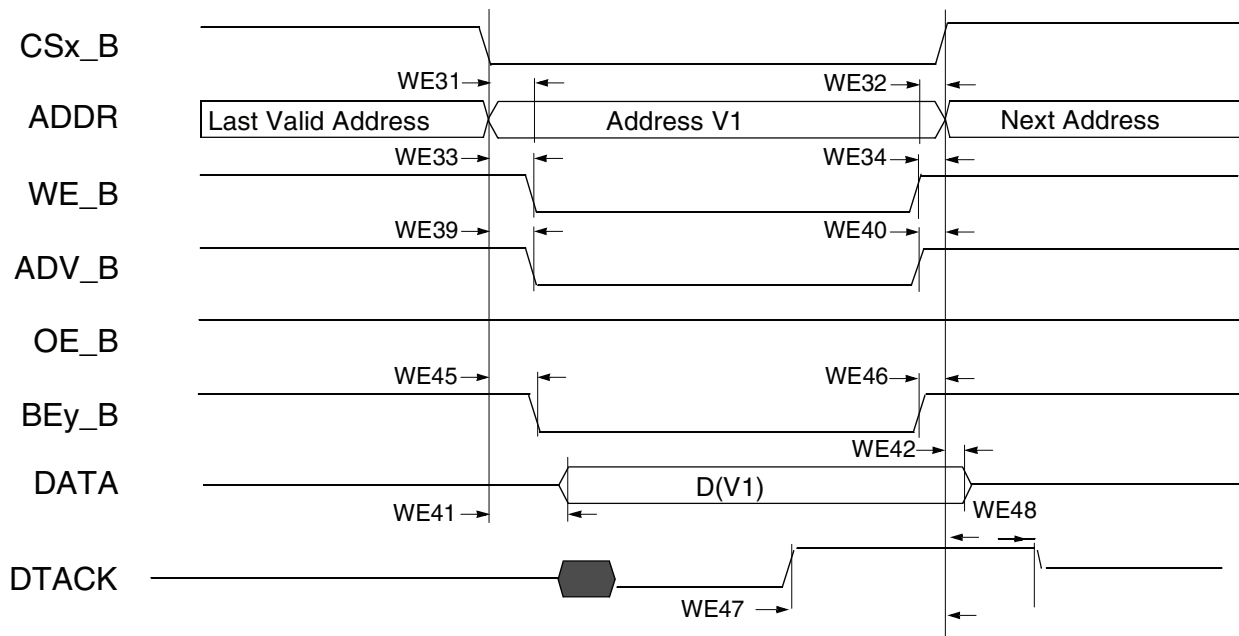 CSx_B
WE31
WE32
ADDR
Last Valid Address
Address V1
Next Address
WE33
WE34
WE_B
WE39
WE40
ADV_B
OE_B
WE45
WE46
BEy_B
WE42
DATA
D(V1)
WE41
WE48
DTACK
WE47